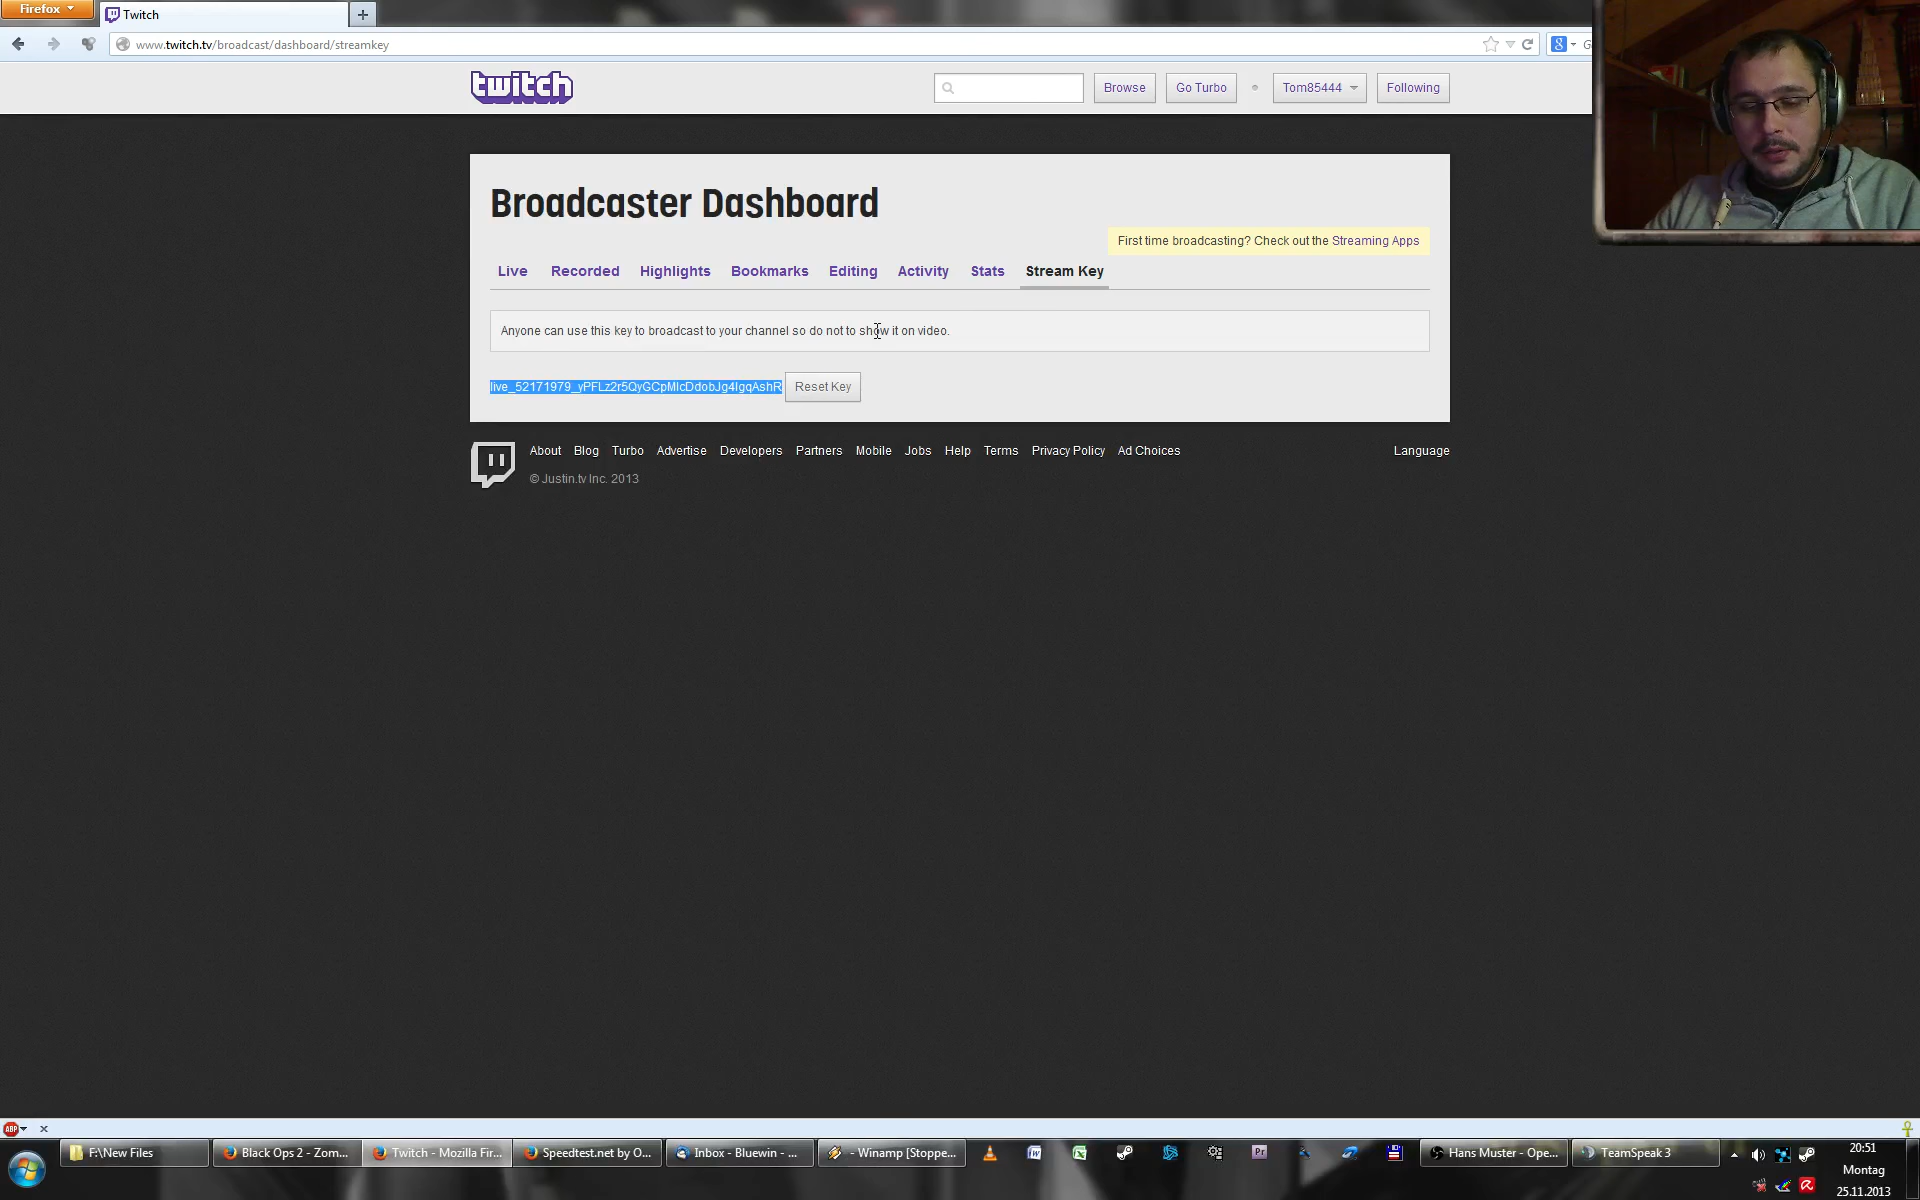 Firefox
Twitch
www.twitch.tv/broadcast/dashboard/streamkey
twitch
Browse
Go Turbo
Tom85444
Following
Broadcaster Dashboard
First time broadcasting? Check out the Streaming Apps
Live Recorded Highlights Bookmarks Editing Activity Stats Stream Key
Anyone can use this key to broadcast to your channel so do not to show it on video.
Reset Key
About Blog Turbo Advertise Developers Partners Mobile Jobs Help Terms Privacy Policy Ad Choices Language
© Justin.tv Inc. 2013
ABP
F:\New Files
Black Ops 2 - Zom...
Twitch - Mozilla Fir...
Speedtest.net by O...
Inbox - Bluewin - ...
- Winamp [Stoppe...
Pr
Hans Muster - Ope...
TeamSpeak 3
20:51
Montag
25.11.2013